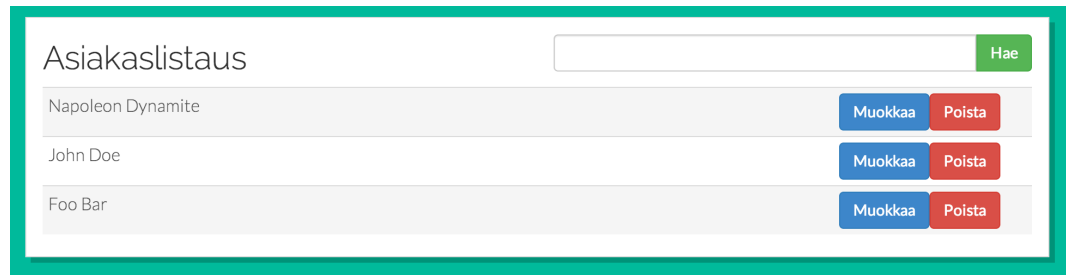 Asiakaslistaus Hae
Napoleon Dynamite Muokkaa Poista
John Doe Muokkaa Poista
Foo Bar Muokkaa Poista